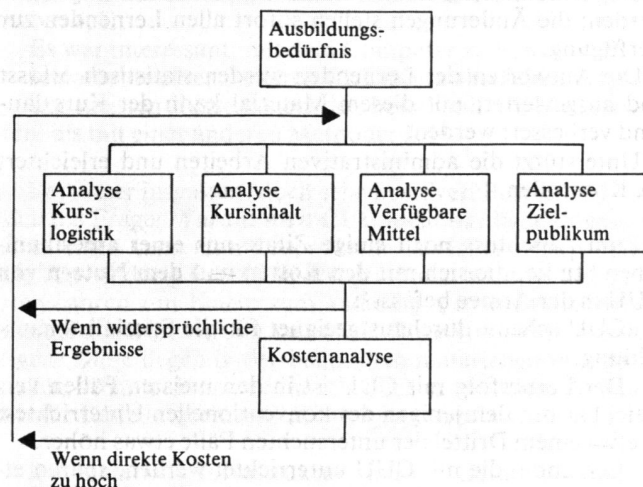 Ausbildungs-
bedürfnis
Analyse
Kurs-
logistik
Analyse
Kursinhalt
Analyse
Verfügbare
Mittel
Analyse
Ziel-
publikum
Wenn widersprüchliche
Ergebnisse
Kostenanalyse
Wenn direkte Kosten
zu hoch